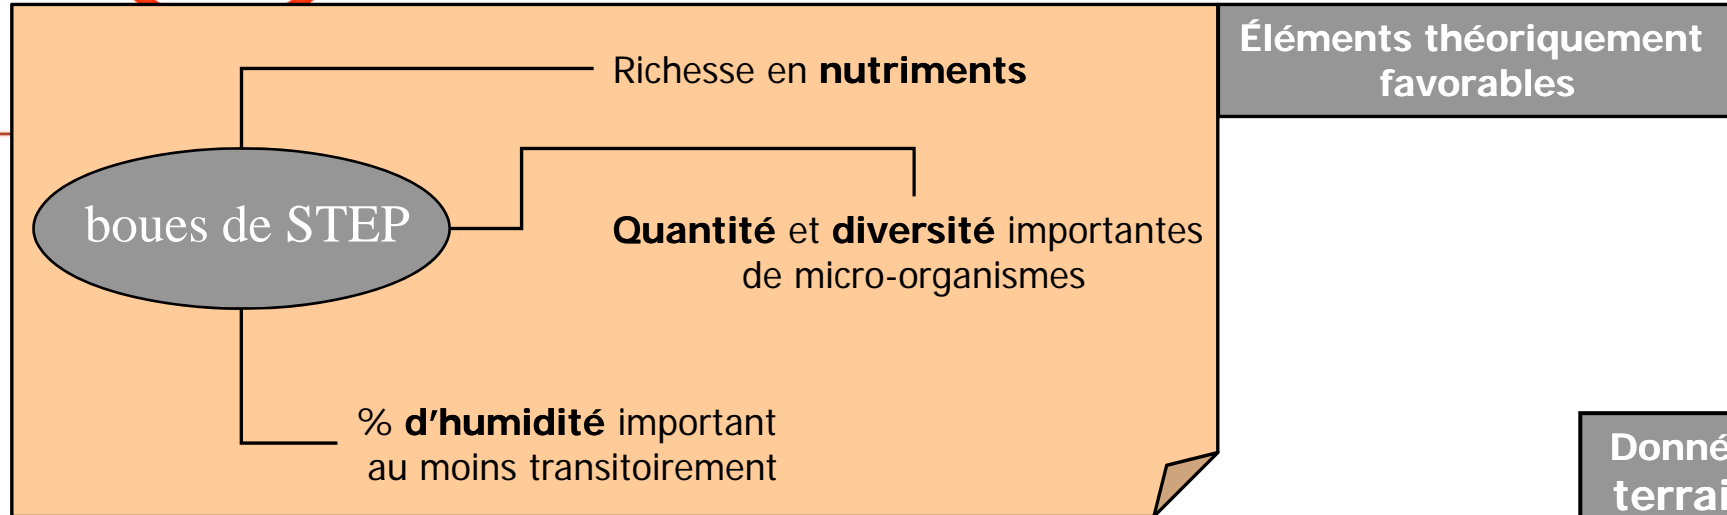 Éléments théoriquement
favorables
Richesse en nutriments
boues de STEP
Quantité et diversité importantes
de micro-organismes
% d'humidité important
au moins transitoirement